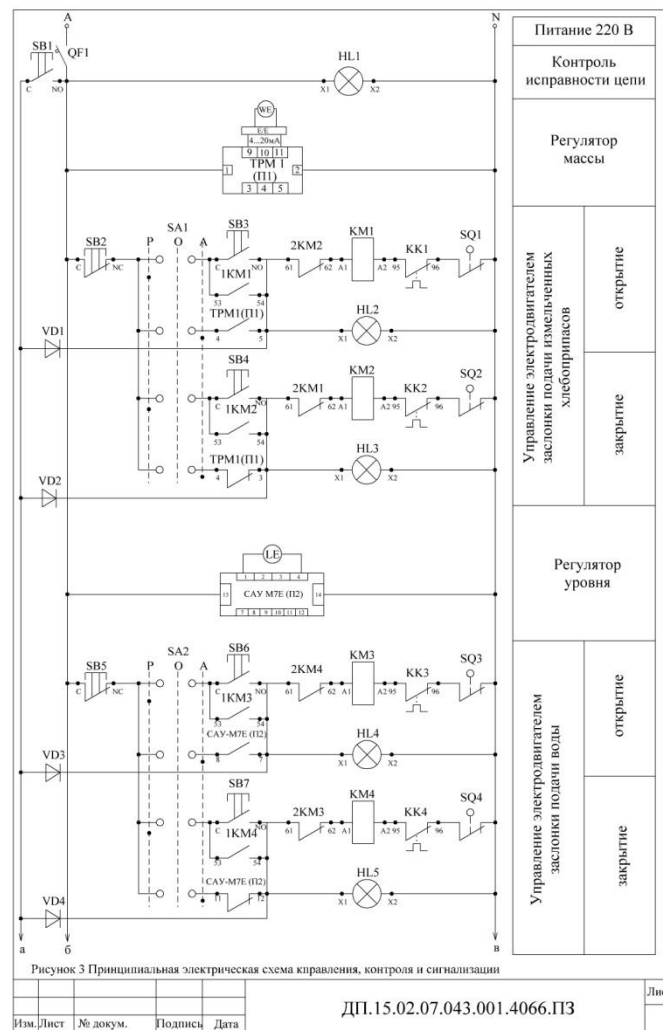 A
N
SB1
QF1
C
NO
HL1
X1
X2
WE
E/E
4...20мА
9 10 11
1
ТРМ 1
2
(П1)
3 4 5
SB2
C
NC
P O A
SA1
SB3
C
NO
1KM1
53
54
2KM2
61
62
KM1
A1
A2
KK1
95
96
SQ1
ТРМ1(П1)
4
5
HL2
X1
X2
VD1
SB4
C
NO
1KM2
53
54
2KM1
61
62
KM2
A1
A2
KK2
95
96
SQ2
ТРМ1(П1)
4
3
HL3
X1
X2
VD2
LE
1 2 3 4
13
САУ М7Е (П2)
14
7 8 9 10 11 12
SB5
C
NC
P O A
SA2
SB6
C
NO
1KM3
53
54
2KM4
61
62
KM3
A1
A2
KK3
95
96
SQ3
САУ-М7Е (П2)
8
7
HL4
X1
X2
VD3
SB7
C
NO
1KM4
53
54
2KM3
61
62
KM4
A1
A2
KK4
95
96
SQ4
САУ-М7Е (П2)
11
12
HL5
X1
X2
VD4
а
б
в
Питание 220 В
Контроль
исправности цепи
Регулятор
массы
Управление электродвигателем
заслонки подачи измельченных
хлебоприпасов
открытие
закрытие
Регулятор
уровня
Управление электродвигателем
заслонки подачи воды
открытие
закрытие
Рисунок 3 Принципиальная электрическая схема кправления, контроля и сигнализации
Изм. Лист № докум. Подпись Дата
ДП.15.02.07.043.001.4066.ПЗ